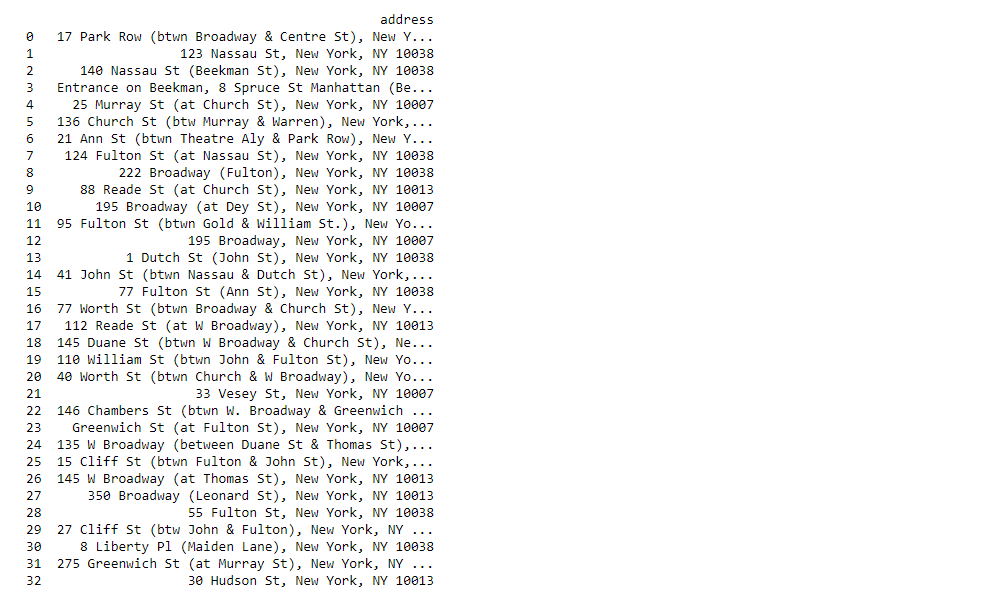 address
0 17 Park Row (btwn Broadway & Centre St), New Y...
1 123 Nassau St, New York, NY 10038
2 140 Nassau St (Beekman St), New York, NY 10038
3 Entrance on Beekman, 8 Spruce St Manhattan (Be...
4 25 Murray St (at Church St), New York, NY 10007
5 136 Church St (btw Murray & Warren), New York,...
6 21 Ann St (btwn Theatre Aly & Park Row), New Y...
7 124 Fulton St (at Nassau St), New York, NY 10038
8 222 Broadway (Fulton), New York, NY 10038
9 88 Reade St (at Church St), New York, NY 10013
10 195 Broadway (at Dey St), New York, NY 10007
11 95 Fulton St (btwn Gold & William St.), New Yo...
12 195 Broadway, New York, NY 10007
13 1 Dutch St (John St), New York, NY 10038
14 41 John St (btwn Nassau & Dutch St), New York,...
15 77 Fulton St (Ann St), New York, NY 10038
16 77 Worth St (btwn Broadway & Church St), New Y...
17 112 Reade St (at W Broadway), New York, NY 10013
18 145 Duane St (btwn W Broadway & Church St), Ne...
19 110 William St (btwn John & Fulton St), New Yo...
20 40 Worth St (btwn Church & W Broadway), New Yo...
21 33 Vesey St, New York, NY 10007
22 146 Chambers St (btwn W. Broadway & Greenwich ...
23 Greenwich St (at Fulton St), New York, NY 10007
24 135 W Broadway (between Duane St & Thomas St),...
25 15 Cliff St (btwn Fulton & John St), New York,...
26 145 W Broadway (at Thomas St), New York, NY 10013
27 350 Broadway (Leonard St), New York, NY 10013
28 55 Fulton St, New York, NY 10038
29 27 Cliff St (btw John & Fulton), New York, NY ...
30 8 Liberty Pl (Maiden Lane), New York, NY 10038
31 275 Greenwich St (at Murray St), New York, NY ...
32 30 Hudson St, New York, NY 10013